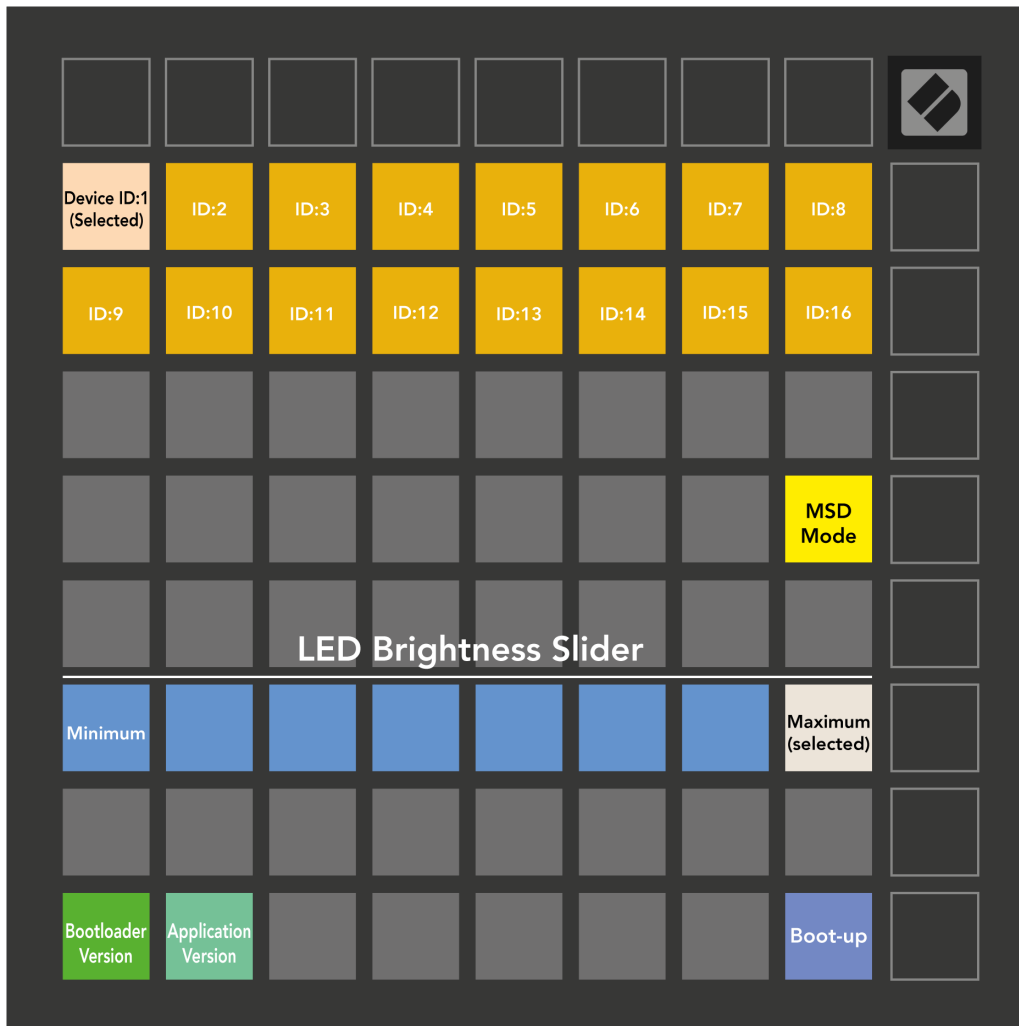 Device ID:1
(Selected)
ID:2
ID:3
ID:4
ID:5
ID:6
ID:7
ID:8
ID:9
ID:10
ID:11
ID:12
ID:13
ID:14
ID:15
ID:16
MSD
Mode
LED Brightness Slider
Minimum
Maximum
(selected)
Bootloader
Version
Application
Version
Boot-up